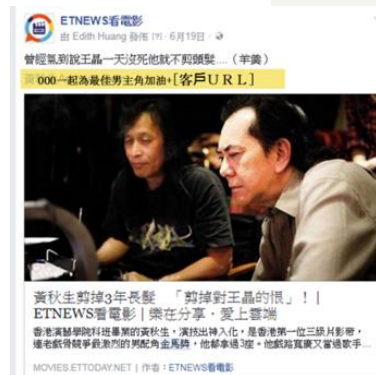 ETNEWS看電影
由 Edith Huang 發佈 [?] · 6月19日 ·
曾經氣到說王晶一天沒死他就不剪頭髮....（羊羹）
000一起為最佳男主角加油+[客戶URL]
黃秋生剪掉3年長髮 「剪掉對王晶的恨」！ |
ETNEWS看電影 | 樂在分享．愛上雲端
香港演藝學院科班畢業的黃秋生，演技出神入化，是香港第一位三級片影帝，
連老戲骨競爭最激烈的男配角金馬獎，他都拿過3座。他戲路寬廣又當過歌手...
MOVIES.ETTODAY.NET | 作者：ETNEWS看電影